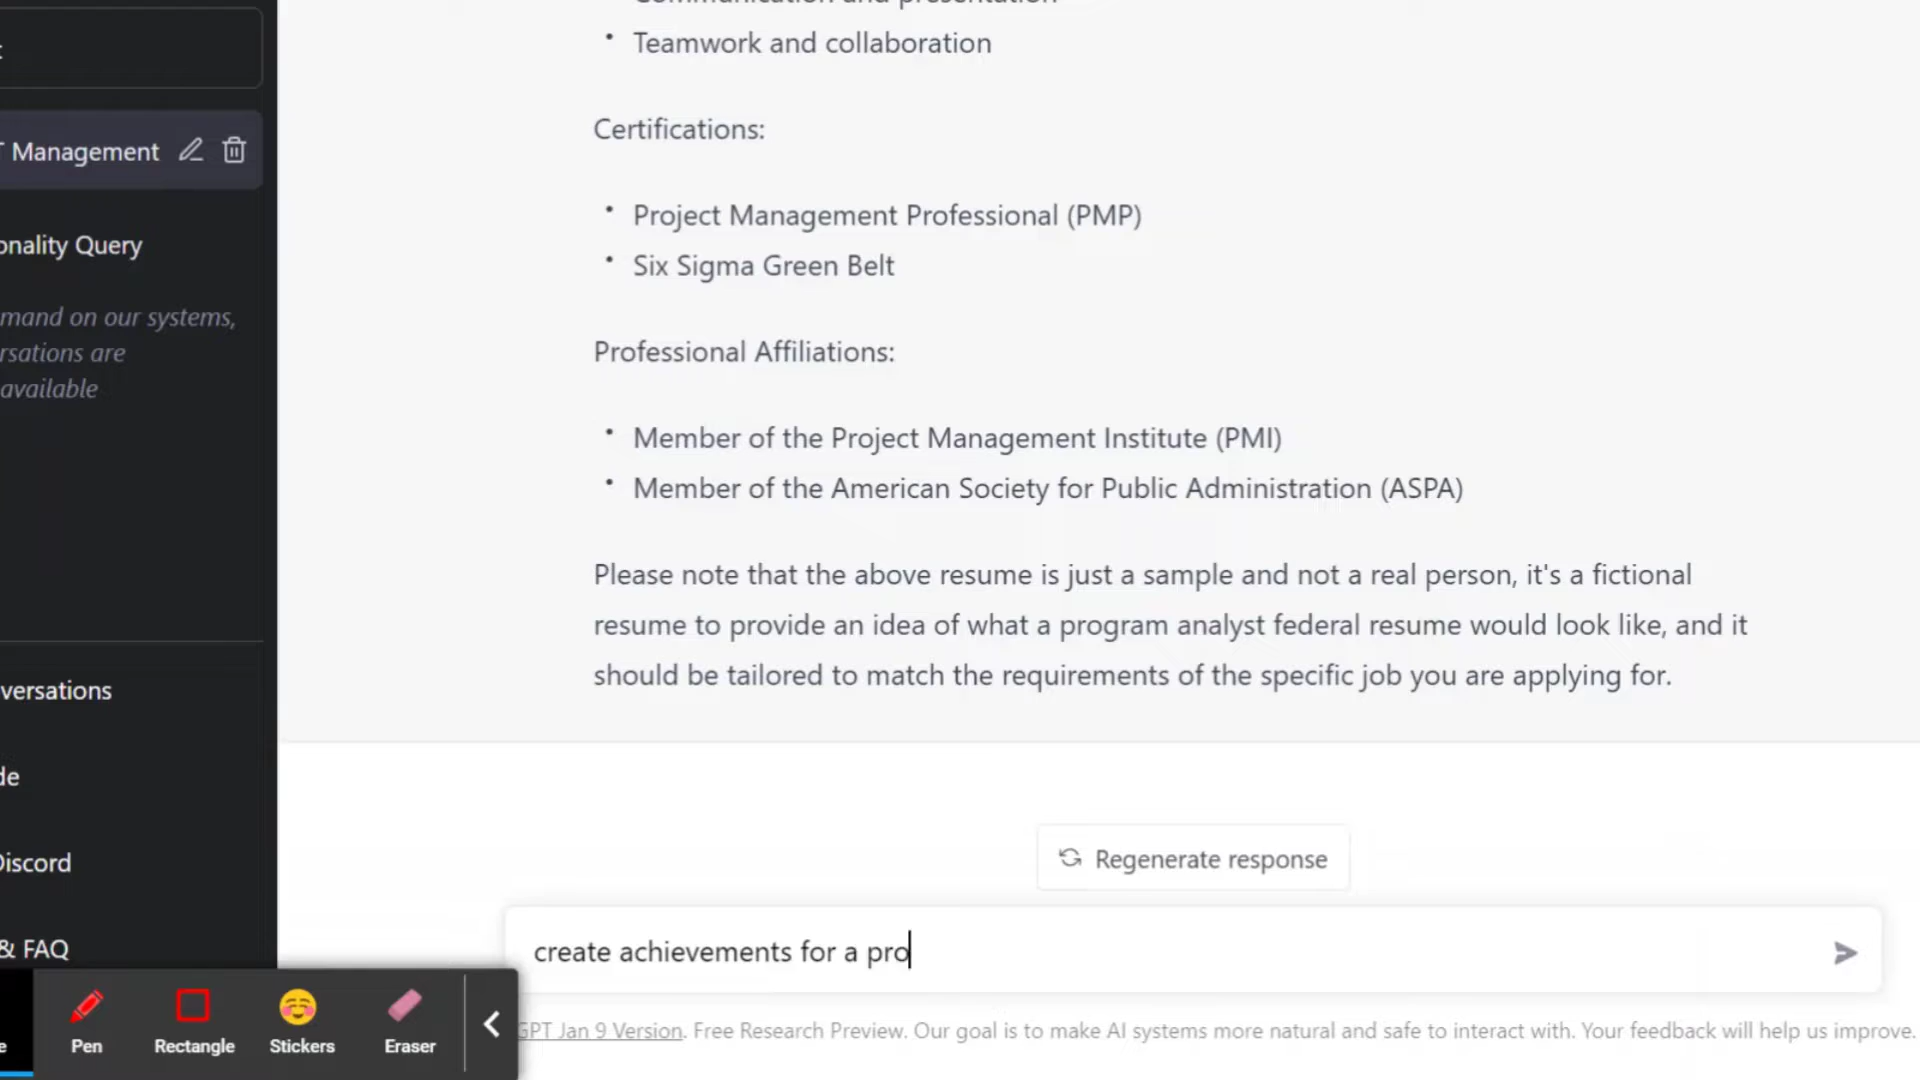 Teamwork and collaboration
Certifications:
Management
Project Management Professional (PMP)
onality Query
Six Sigma Green Belt
mand on our systems,
rsations are
available
Professional Affiliations:
Member of the Project Management Institute (PMI)
Member of the American Society for Public Administration (ASPA)
Please note that the above resume is just a sample and not a real person, it's a fictional
resume to provide an idea of what a program analyst federal resume would look like, and it
should be tailored to match the requirements of the specific job you are applying for.
versations
de
Discord
& FAQ
Regenerate response
create achievements for a pro
Pen
Rectangle
Stickers
Eraser
GPT Jan 9 Version. Free Research Preview. Our goal is to make AI systems more natural and safe to interact with. Your feedback will help us improve.